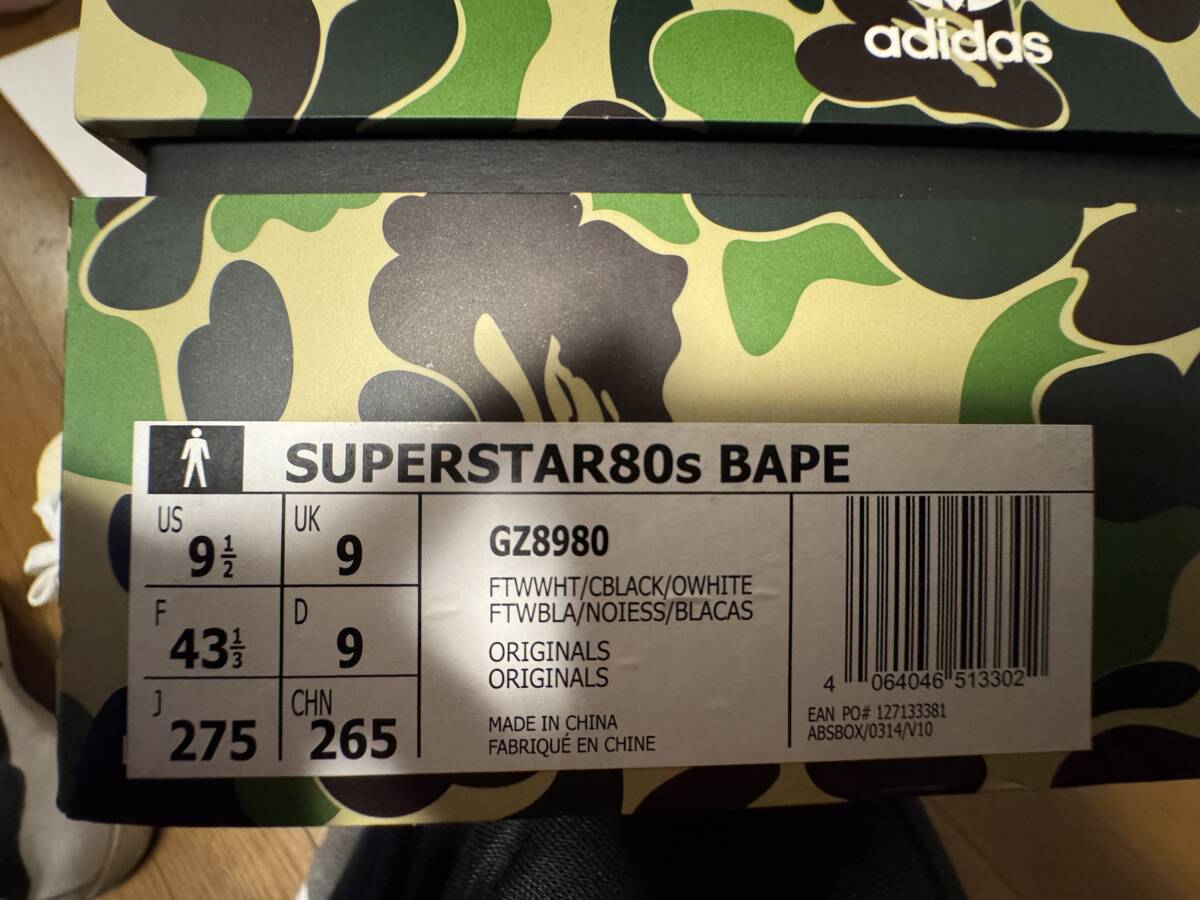 adidas
SUPERSTAR80s BAPE
US 9 1/2
UK 9
F 43 1/3
D 9
J 275
CHN 265
GZ8980
FTWWHT/CBLACK/OWHITE
FTWBLA/NOIESS/BLACAS
ORIGINALS
ORIGINALS
MADE IN CHINA
FABRIQUÉ EN CHINE
4 064046 513302
EAN PO# 127133381
ABSBOX/0314/V10